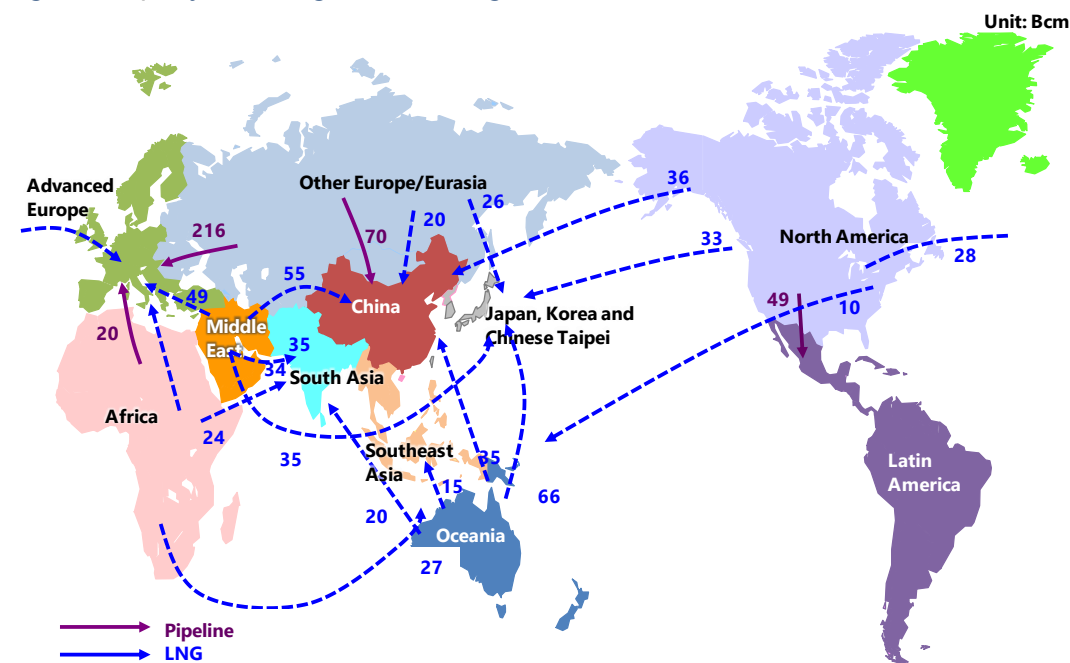 Unit: Bcm
Advanced
Europe
Other Europe/Eurasia
36
26
20
216
70
33
North America
28
55
49
China
49
10
Japan, Korea and
Chinese Taipei
Middle
East
20
35
34
South Asia
Africa
24
35
Southeast
Asia
35
15
66
20
Latin
America
Oceania
27
Pipeline
LNG